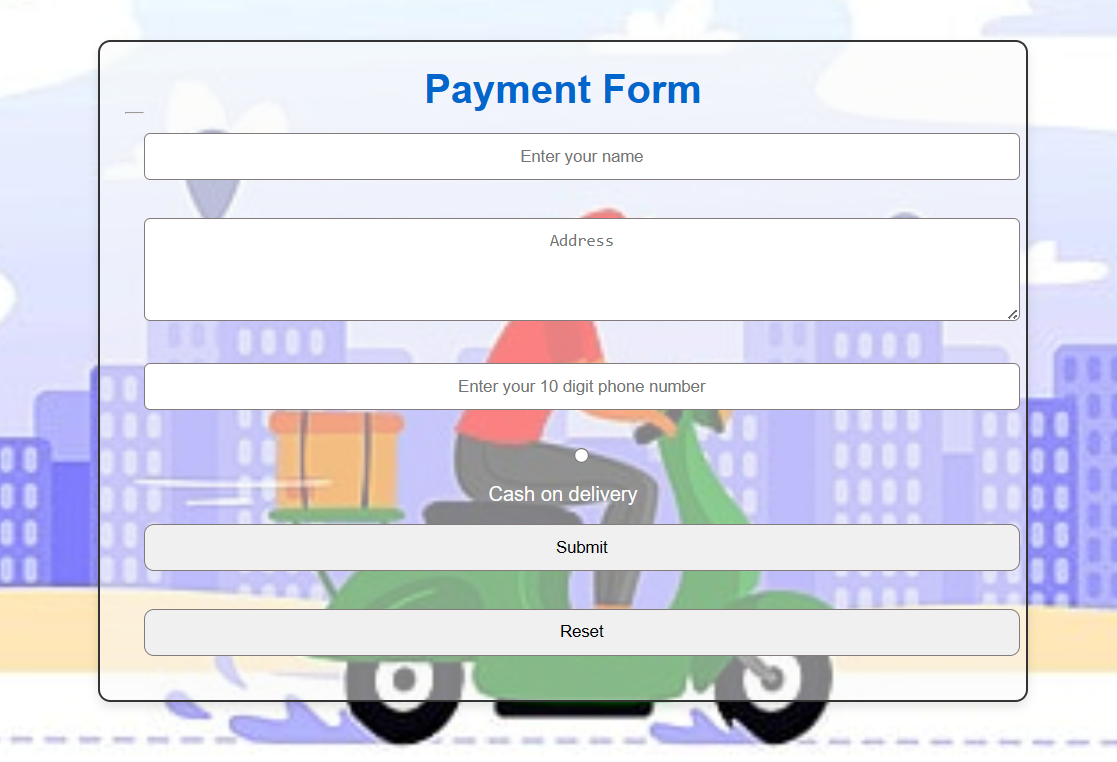 Payment Form
Enter your name
Address
Enter your 10 digit phone number
Cash on delivery
Submit
Reset